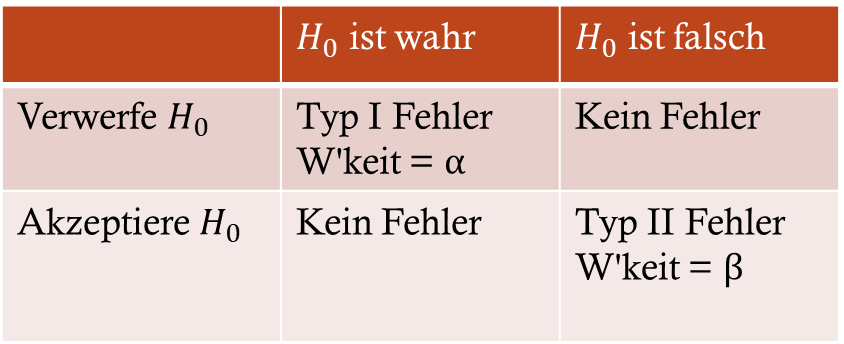 H₀ ist wahr H₀ ist falsch
Verwerfe H₀ Typ I Fehler Kein Fehler
W'keit = α
Akzeptiere H₀ Kein Fehler Typ II Fehler
W'keit = β